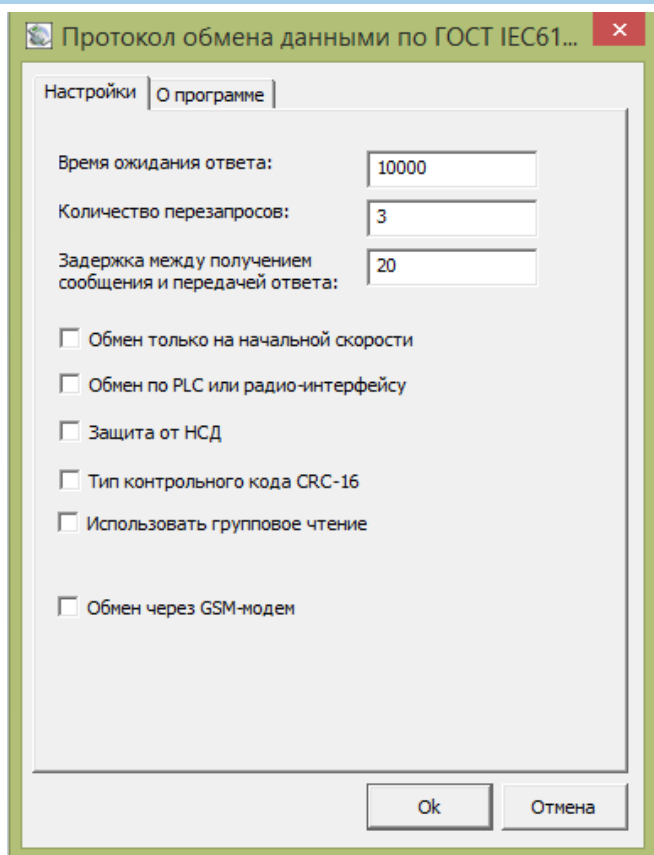 Протокол обмена данными по ГОСТ IEC61...
Настройки
О программе
Время ожидания ответа:
10000
Количество перезапросов:
3
Задержка между получением
сообщения и передачей ответа:
20
Обмен только на начальной скорости
Обмен по PLC или радио-интерфейсу
Защита от НСД
Тип контрольного кода CRC-16
Использовать групповое чтение
Обмен через GSM-модем
Ok
Отмена